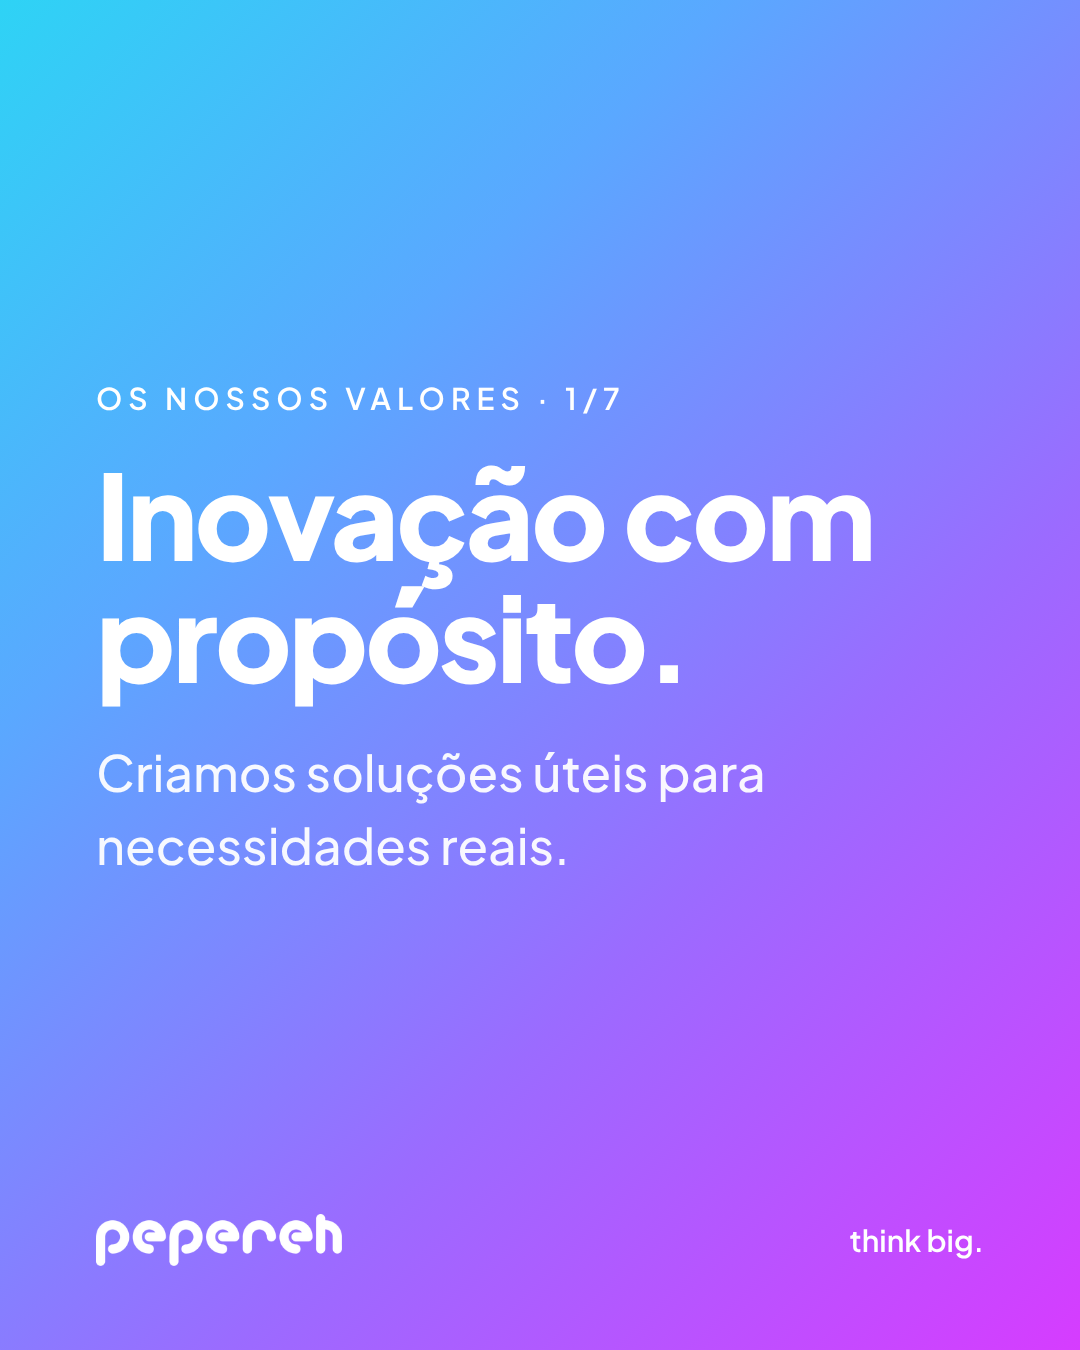 OS NOSSOS VALORES · 1/7
Inovação com
propósito.
Criamos soluções úteis para
necessidades reais.
pepereh
think big.